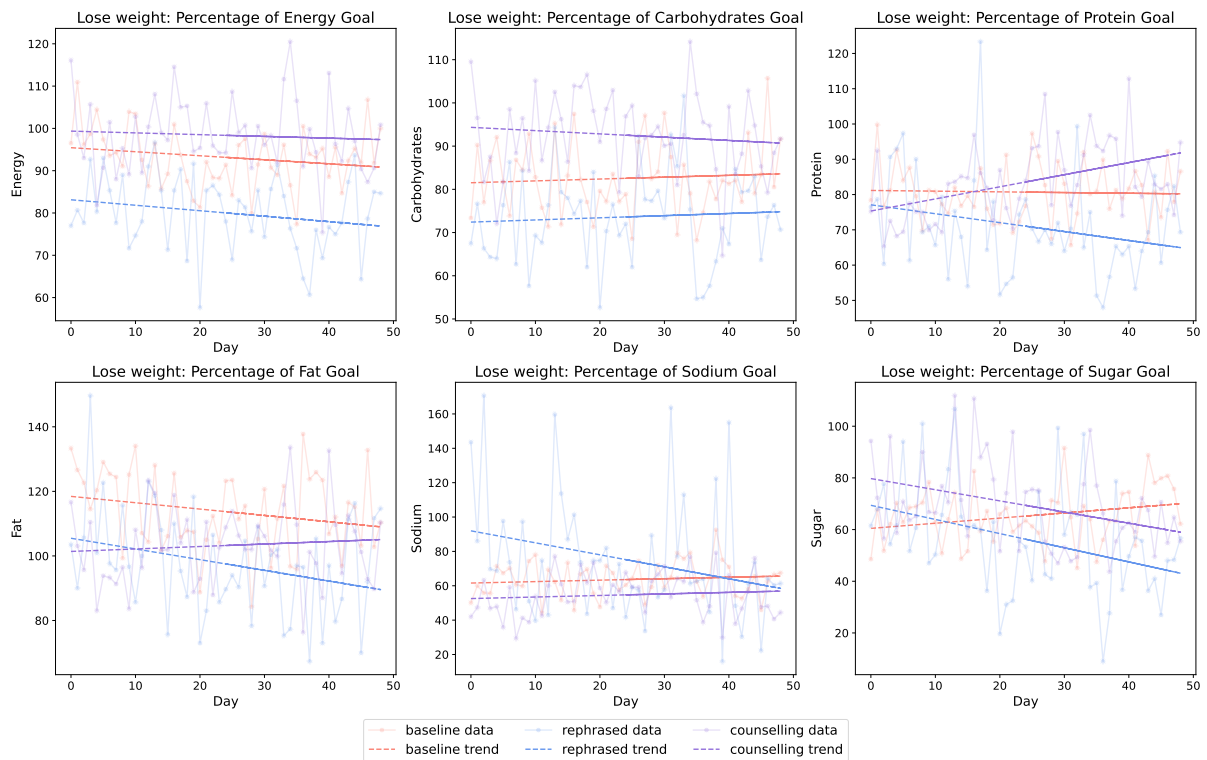 Lose weight: Percentage of Energy Goal
Energy
120
110
100
90
80
70
60
0 10 20 30 40 50
Day
Lose weight: Percentage of Carbohydrates Goal
Carbohydrates
110
100
90
80
70
60
50
0 10 20 30 40 50
Day
Lose weight: Percentage of Protein Goal
Protein
120
110
100
90
80
70
60
50
0 10 20 30 40 50
Day
Lose weight: Percentage of Fat Goal
Fat
140
120
100
80
0 10 20 30 40 50
Day
Lose weight: Percentage of Sodium Goal
Sodium
160
140
120
100
80
60
40
20
0 10 20 30 40 50
Day
Lose weight: Percentage of Sugar Goal
Sugar
100
80
60
40
20
0 10 20 30 40 50
Day
baseline data rephrased data counselling data
baseline trend rephrased trend counselling trend